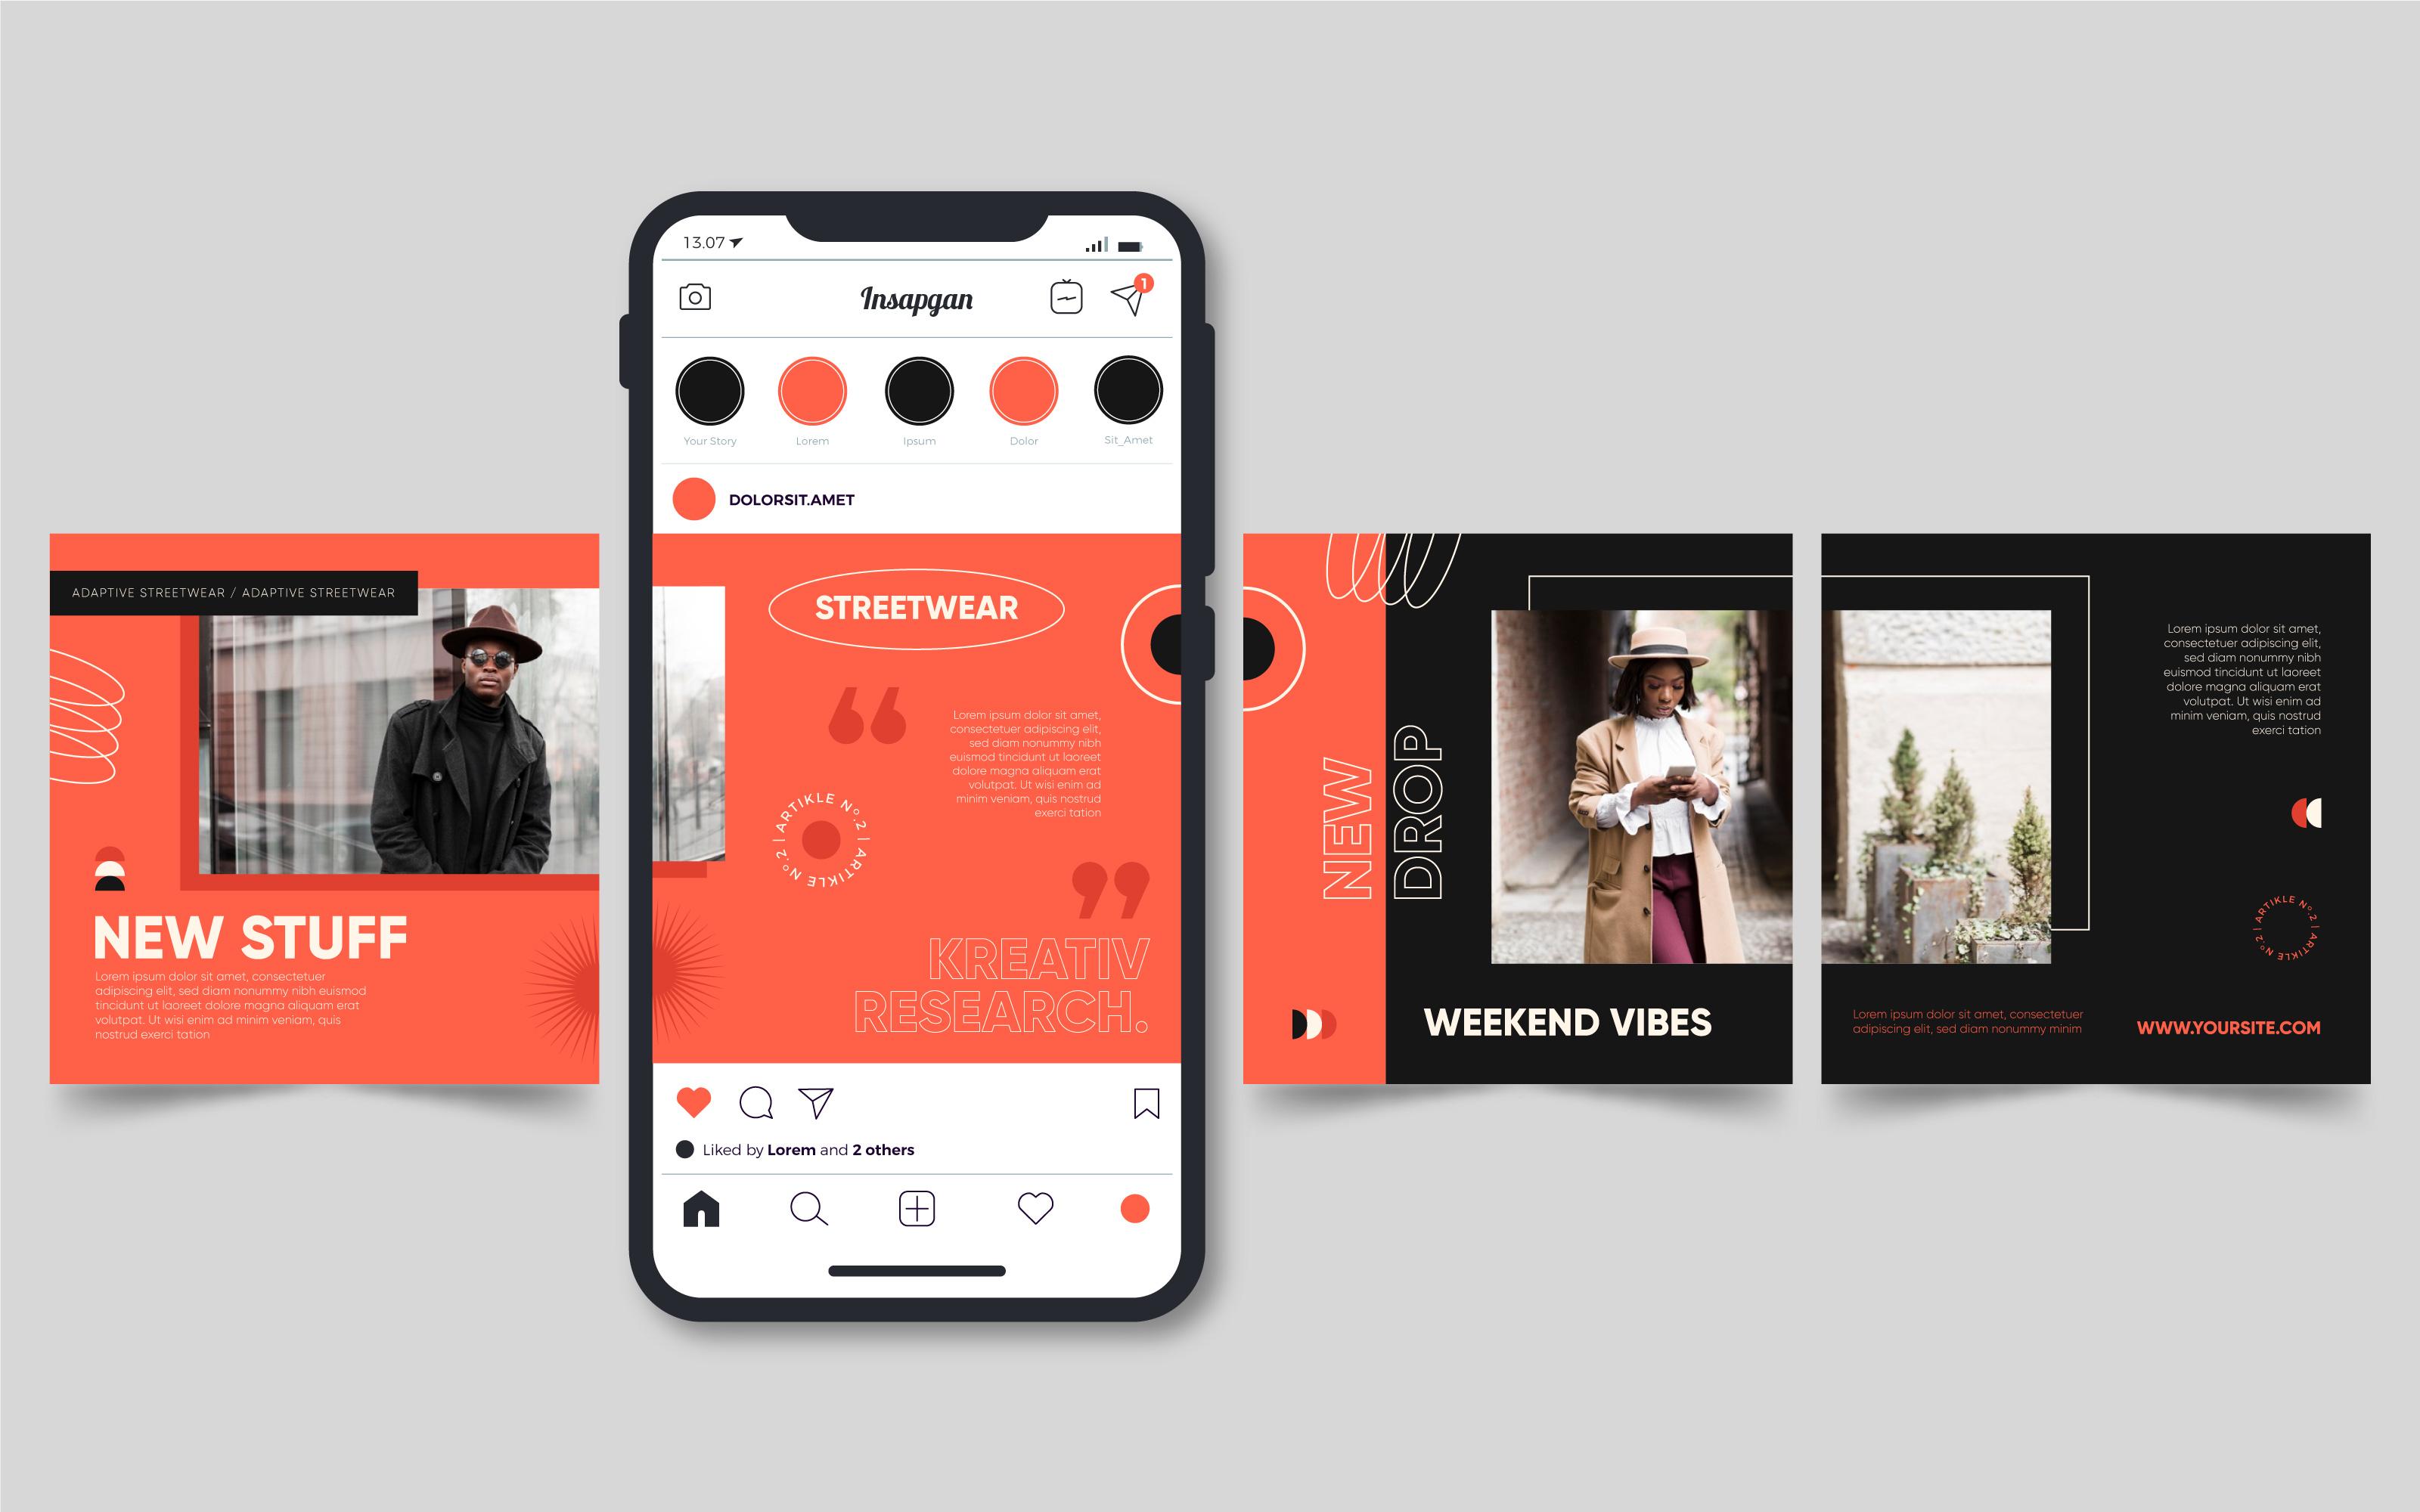 ADAPTIVE STREETWEAR / ADAPTIVE STREETWEAR
NEW STUFF
Lorem ipsum dolor sit amet, consectetuer
adipiscing elit, sed diam nonummy nibh euismod
tincidunt ut laoreet dolore magna aliquam erat
volutpat. Ut wisi enim ad minim veniam, quis
nostrud exerci tation
13.07
Insapgan
1
Your Story
Lorem
Ipsum
Dolor
Sit_Amet
DOLORSIT.AMET
STREETWEAR
“
Lorem ipsum dolor sit amet,
consectetuer adipiscing elit,
sed diam nonummy nibh
euismod tincidunt ut laoreet
dolore magna aliquam erat
volutpat. Ut wisi enim ad
minim veniam, quis nostrud
exerci tation
ARTIKLE Nº.2 | ARTIKLE Nº.2 |
”
KREATIV
RESEARCH.
Liked by Lorem and 2 others
NEW
DROP
WEEKEND VIBES
Lorem ipsum dolor sit amet,
consectetuer adipiscing elit,
sed diam nonummy nibh
euismod tincidunt ut laoreet
dolore magna aliquam erat
volutpat. Ut wisi enim ad
minim veniam, quis nostrud
exerci tation
ARTIKLE Nº.2 | ARTIKLE Nº.2 |
Lorem ipsum dolor sit amet, consectetuer
adipiscing elit, sed diam nonummy minim
WWW.YOURSITE.COM